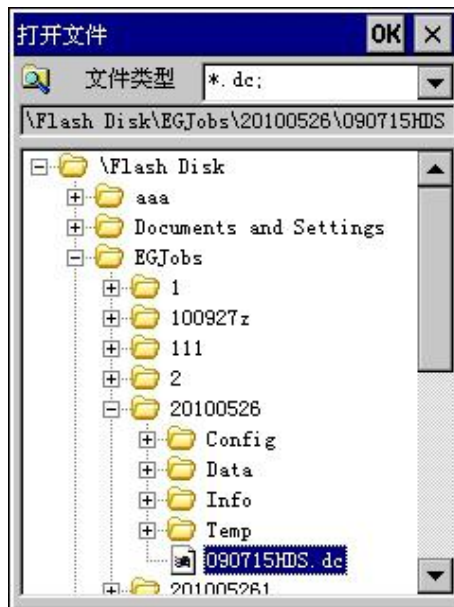 打开文件 OK ×
文件类型 *.dc;
\Flash Disk\EGJobs\20100526\090715HDS
\Flash Disk
aaa
Documents and Settings
EGJobs
1
100927z
111
2
20100526
Config
Data
Info
Temp
090715HDS.dc
201005261